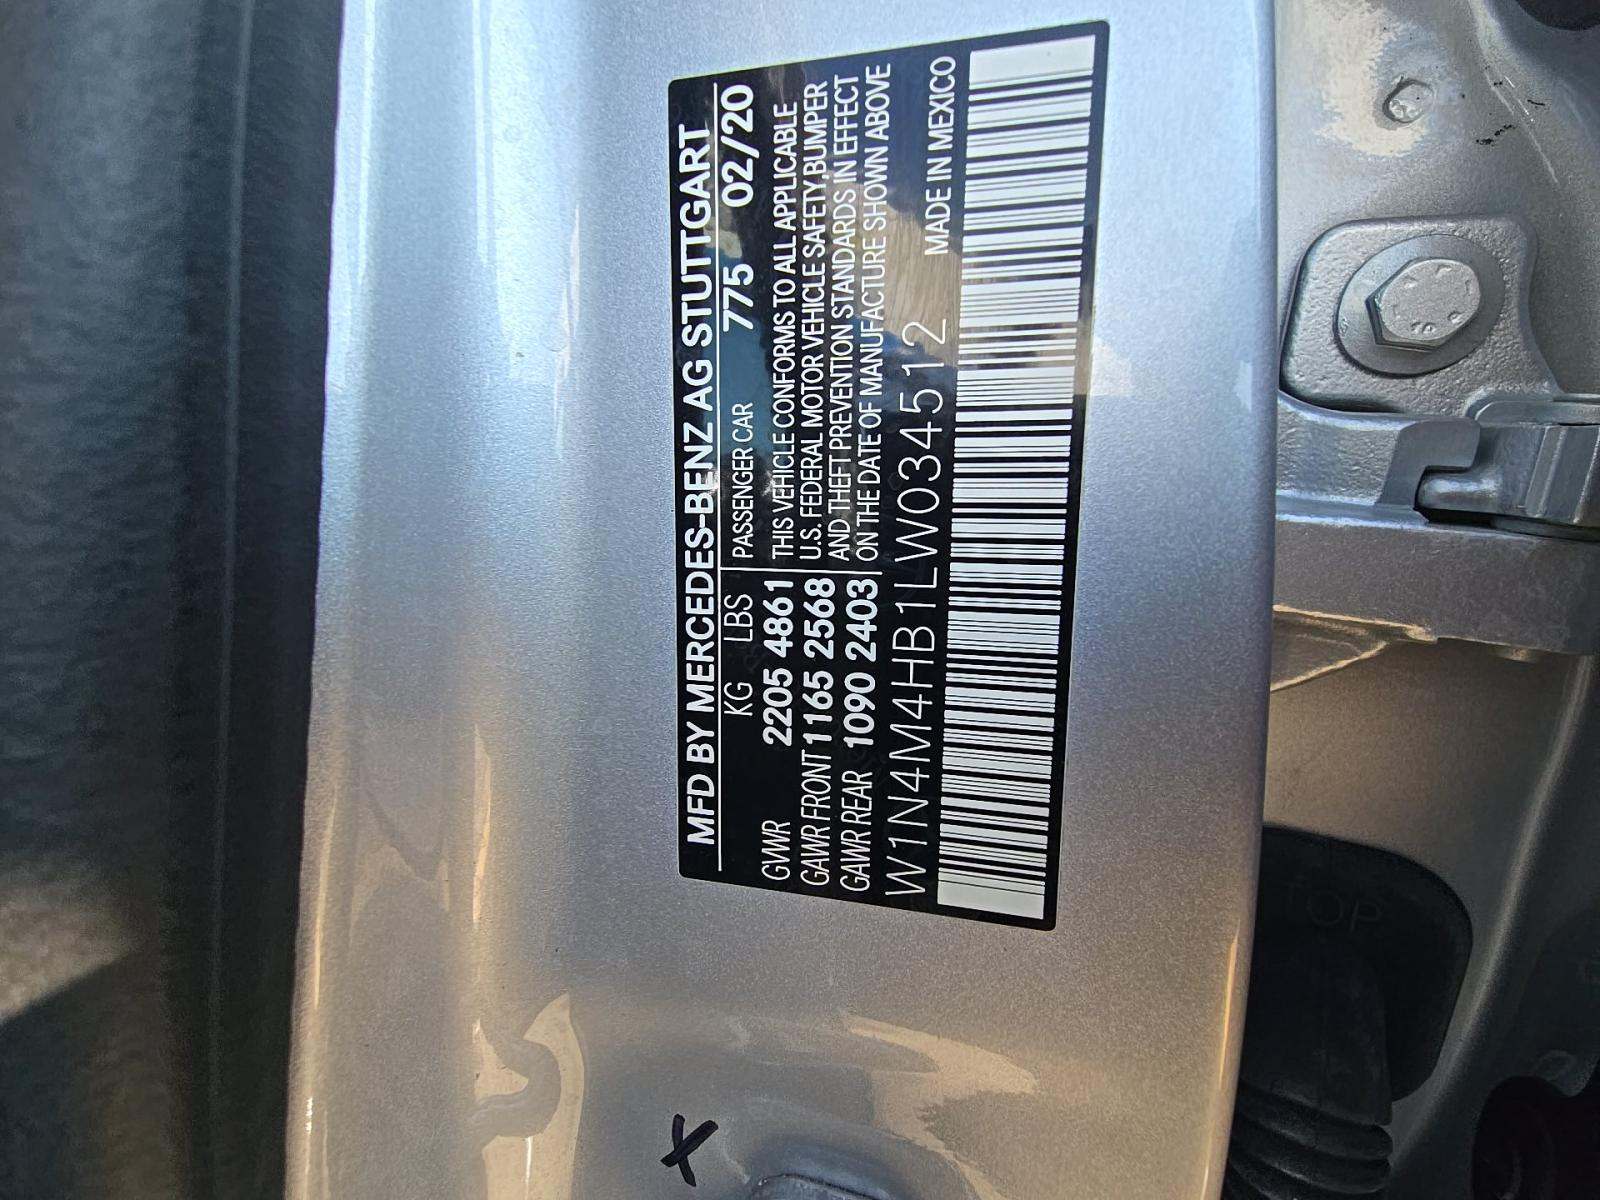 MFD BY MERCEDES-BENZ AG STUTTGART
KG LBS PASSENGER CAR 775 02/20
GVWR 2205 4861 THIS VEHICLE CONFORMS TO ALL APPLICABLE
GAWR FRONT 1165 2568 U.S. FEDERAL MOTOR VEHICLE SAFETY, BUMPER
GAWR REAR 1090 2403 AND THEFT PREVENTION STANDARDS IN EFFECT
ON THE DATE OF MANUFACTURE SHOWN ABOVE
W1N4M4HB1LW034512 MADE IN MEXICO
TOP
X